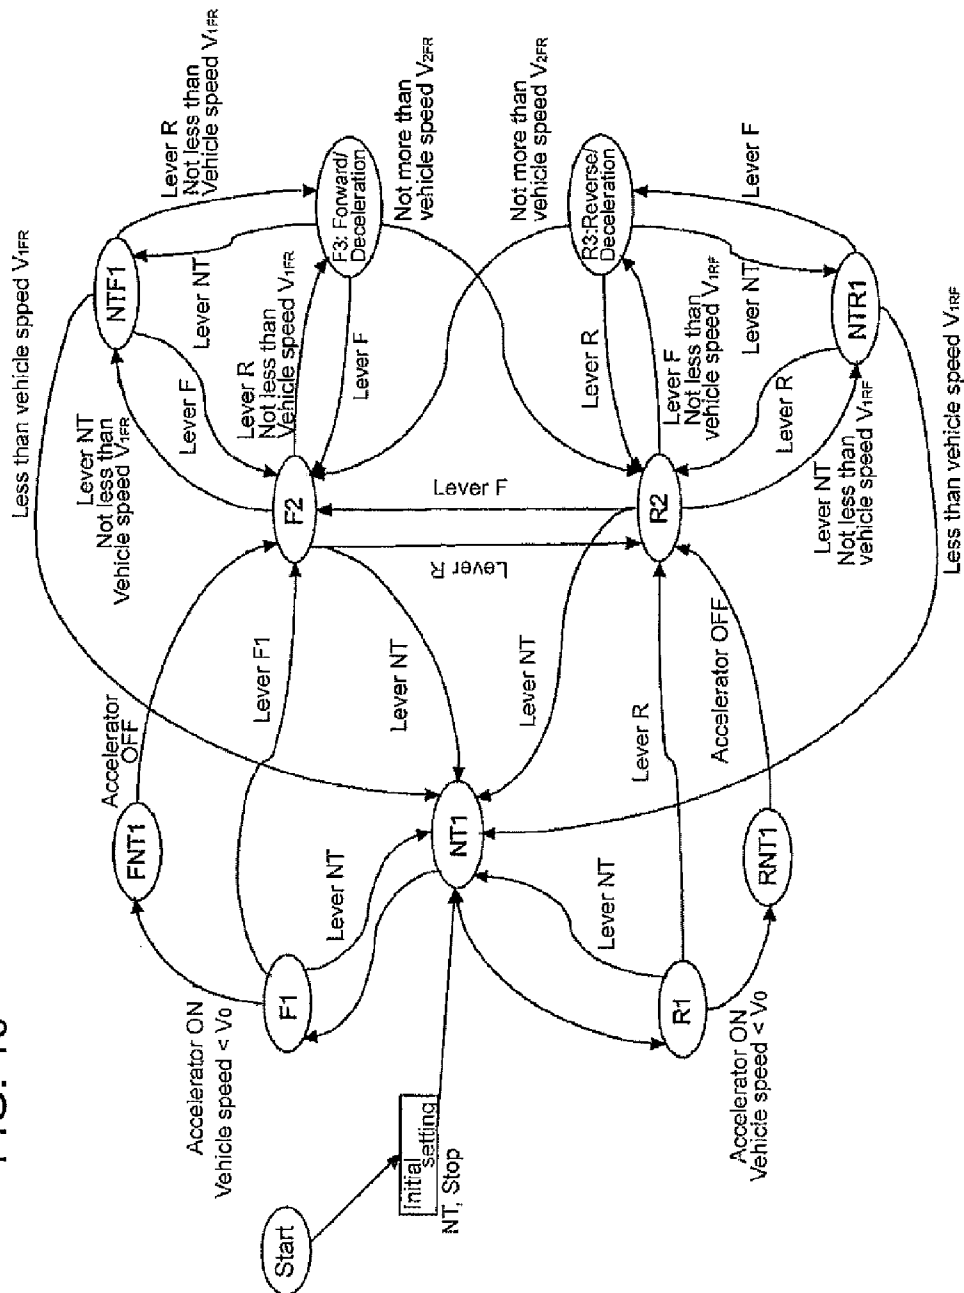 Start
Initial
setting
NT, Stop
Accelerator ON
Vehicle speed < V0
F1
FNT1
Accelerator
OFF
Lever F1
Lever NT
NT1
Lever NT
R1
Accelerator ON
Vehicle speed < V0
RNT1
Accelerator OFF
Lever R
Lever NT
Lever NT
Less than vehicle spped V1FR
Lever NT
Not less than
Vehicle speed V1FR
NTF1
Lever F
Lever NT
Lever R
Not less than
Vehicle speed V1FR
F2
Lever R
Not less than
Vehicle speed V1FR
Lever F
F3: Forward/
Deceleration
Not more than
vehicle speed V2FR
Lever R
Lever F
Not more than
vehicle speed V2FR
R3:Reverse/
Deceleration
R2
Lever R
Lever F
Not less than
vehicle speed V1RF
Lever R
Lever NT
Lever F
NTR1
Lever NT
Not less than
vehicle speed V1RF
Less than vehicle speed V1RF